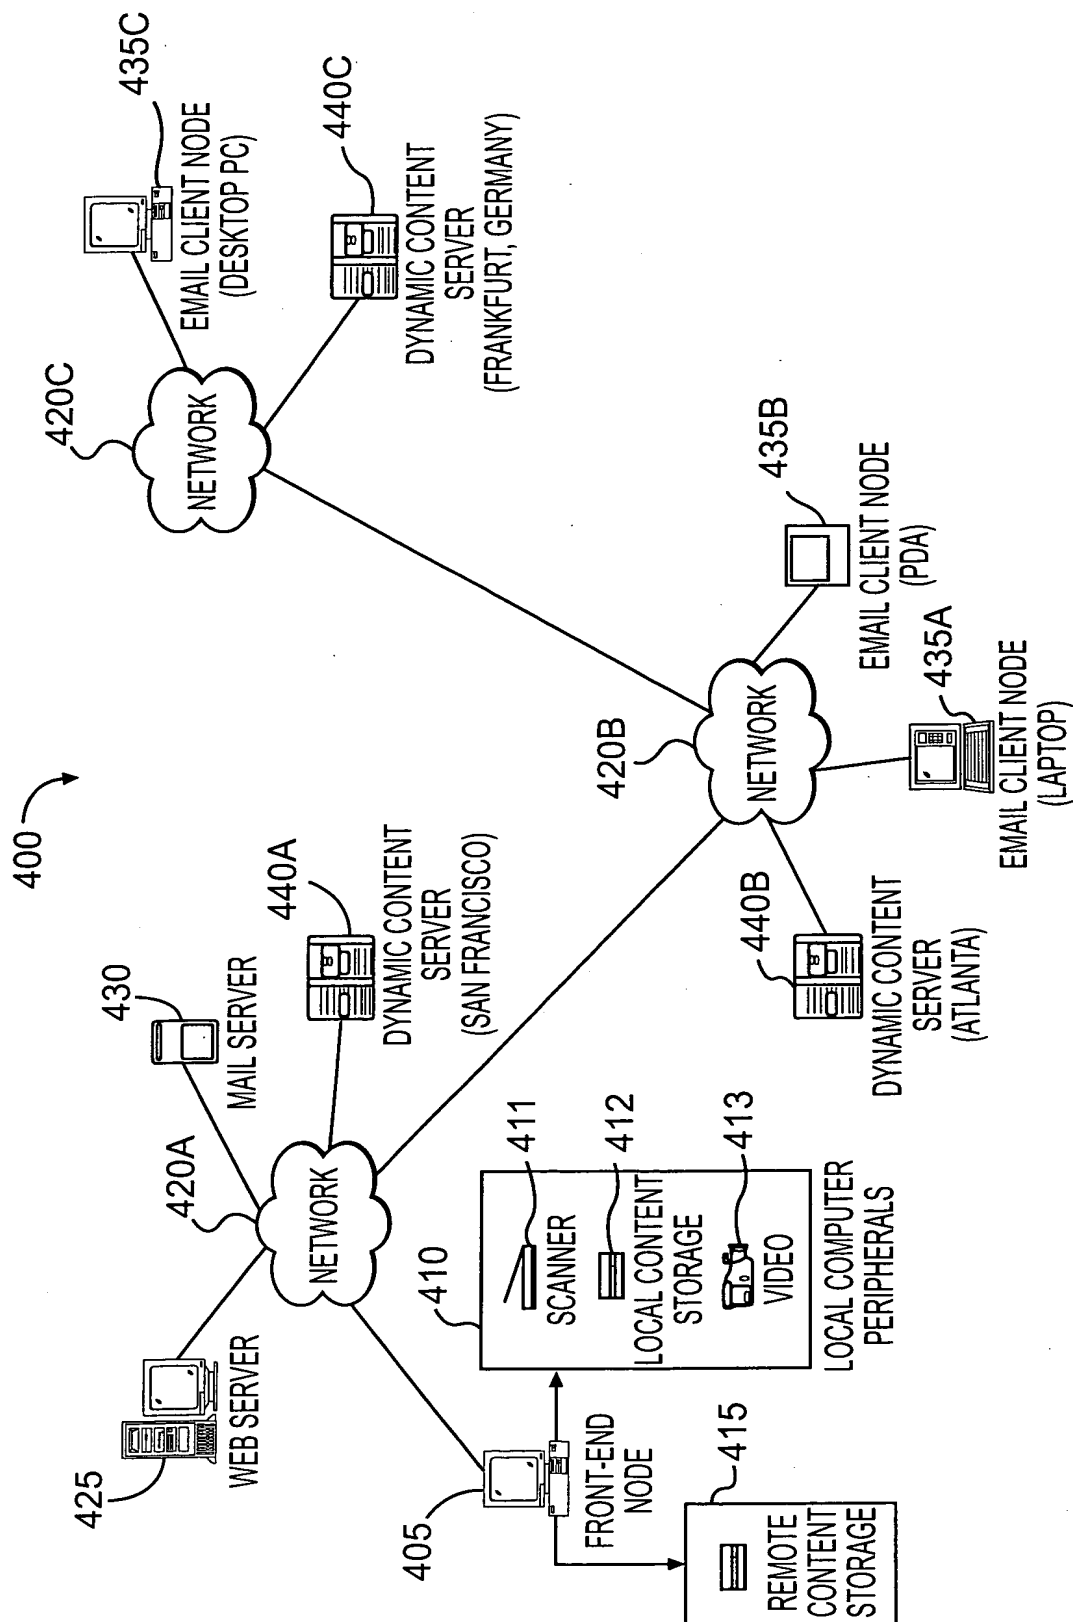 400
425
WEB SERVER
420A
NETWORK
430
MAIL SERVER
440A
DYNAMIC CONTENT
SERVER
(SAN FRANCISCO)
405
FRONT-END
NODE
410
411
SCANNER
412
LOCAL CONTENT
STORAGE
413
VIDEO
LOCAL COMPUTER
PERIPHERALS
415
REMOTE
CONTENT
STORAGE
420B
NETWORK
440B
DYNAMIC CONTENT
SERVER
(ATLANTA)
435A
EMAIL CLIENT NODE
(LAPTOP)
435B
EMAIL CLIENT NODE
(PDA)
420C
NETWORK
435C
EMAIL CLIENT NODE
(DESKTOP PC)
440C
DYNAMIC CONTENT
SERVER
(FRANKFURT, GERMANY)